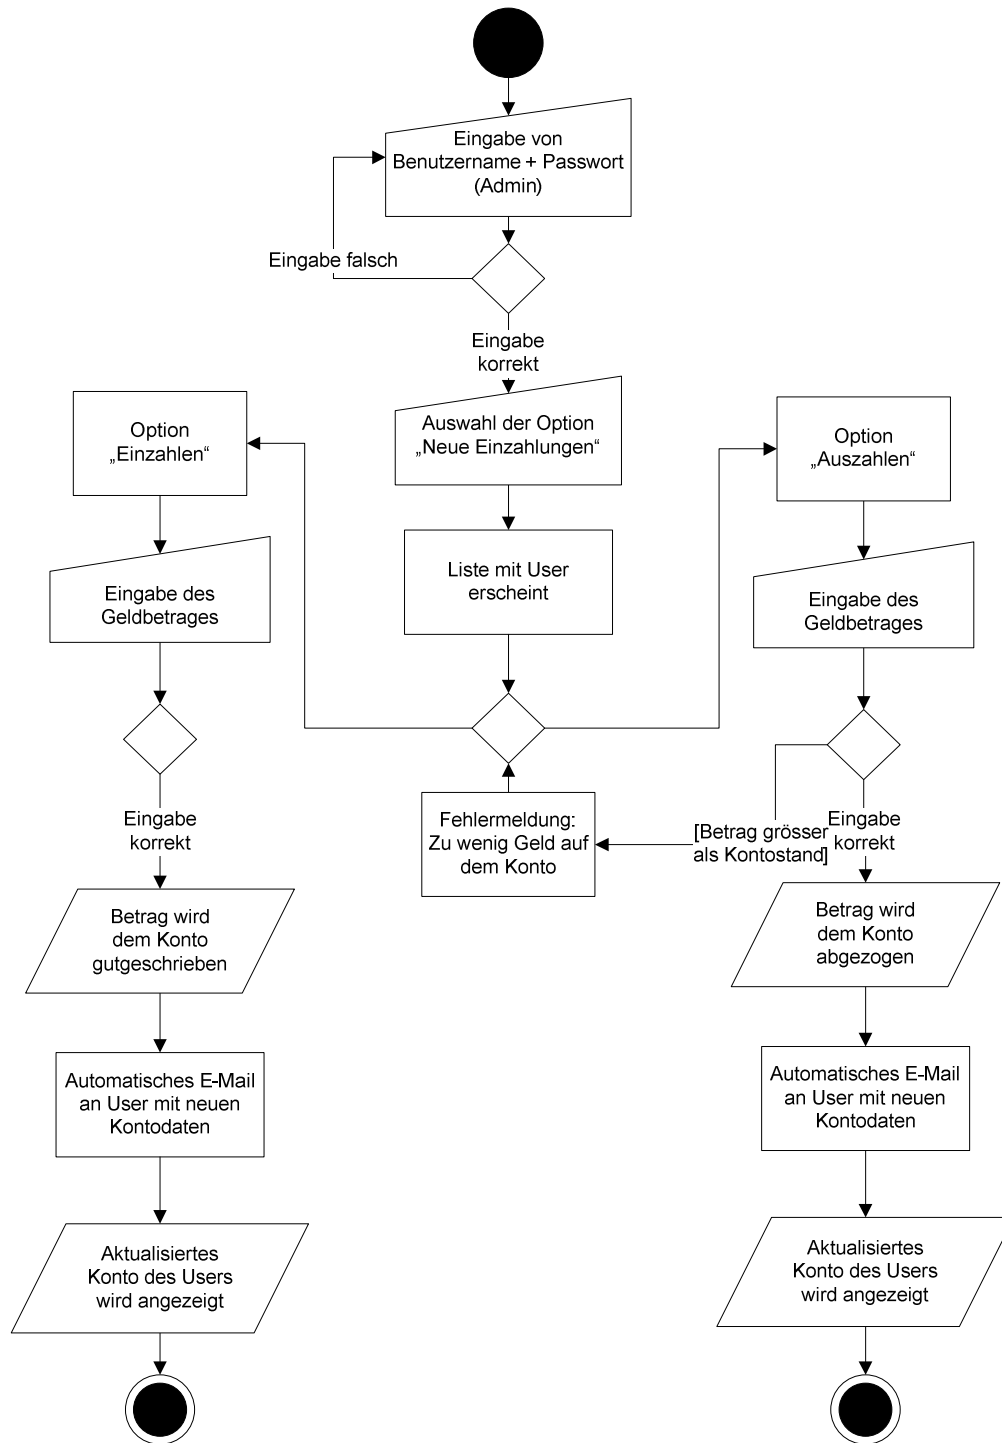 Eingabe von
Benutzername + Passwort
(Admin)
Eingabe falsch
Eingabe
korrekt
Auswahl der Option
„Neue Einzahlungen“
Option
„Einzahlen“
Option
„Auszahlen“
Liste mit User
erscheint
Eingabe des
Geldbetrages
Eingabe des
Geldbetrages
Eingabe
korrekt
Fehlermeldung:
Zu wenig Geld auf
dem Konto
[Betrag grösser
als Kontostand]
Eingabe
korrekt
Betrag wird
dem Konto
gutgeschrieben
Betrag wird
dem Konto
abgezogen
Automatisches E-Mail
an User mit neuen
Kontodaten
Automatisches E-Mail
an User mit neuen
Kontodaten
Aktualisiertes
Konto des Users
wird angezeigt
Aktualisiertes
Konto des Users
wird angezeigt